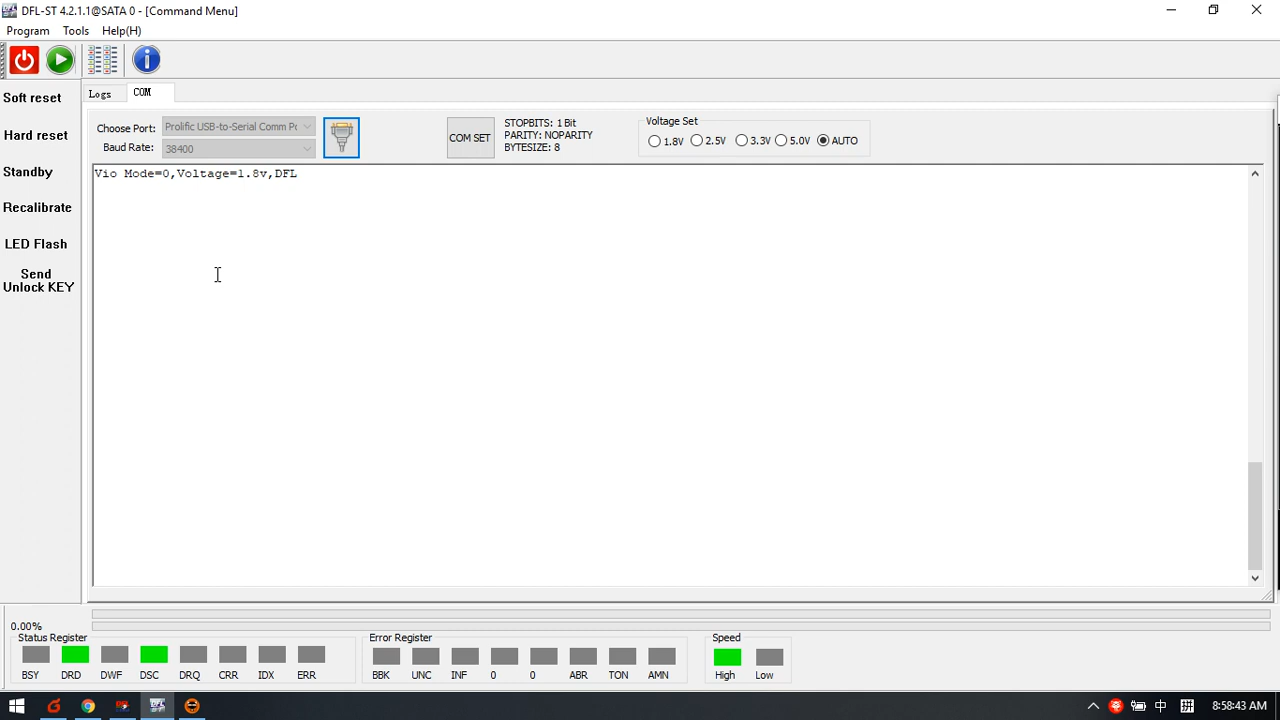 DFL-ST 4.2.1.1@SATA 0 - [Command Menu]
Program Tools Help(H)
Logs COM
Soft reset
Hard reset
Standby
Recalibrate
LED Flash
Send
Unlock KEY
Choose Port: Prolific USB-to-Serial Comm Po
Baud Rate: 38400
COM SET
STOPBITS: 1 Bit
PARITY: NOPARITY
BYTESIZE: 8
Voltage Set
1.8V 2.5V 3.3V 5.0V AUTO
Vio Mode=0,Voltage=1.8v,DFL
0.00%
Status Register
BSY DRD DWF DSC DRQ CRR IDX ERR
Error Register
BBK UNC INF 0 0 ABR TON AMN
Speed
High Low
中 拼 8:58:43 AM